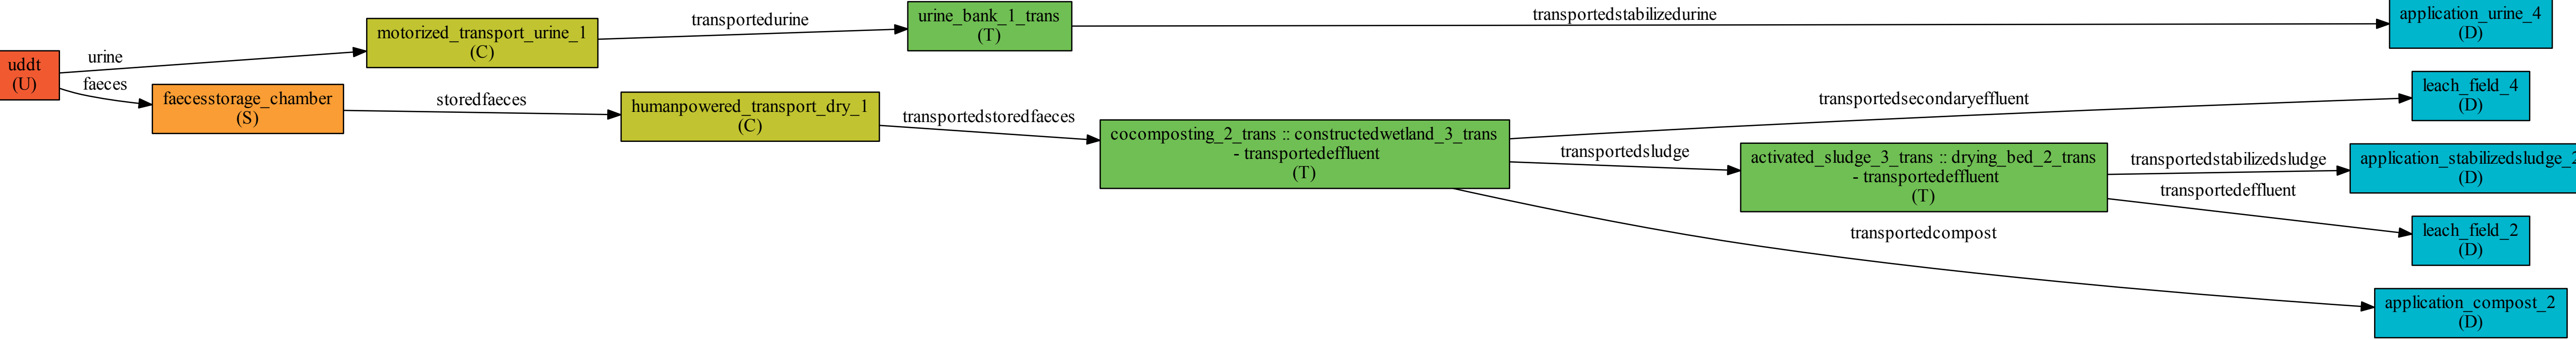 uddt
(U)
urine
faeces
motorized_transport_urine_1
(C)
transportedurine
urine_bank_1_trans
(T)
transportedstabilizedurine
application_urine_4
(D)
faecesstorage_chamber
(S)
storedfaeces
humanpowered_transport_dry_1
(C)
transportedstoredfaeces
cocomposting_2_trans :: constructedwetland_3_trans
- transportedeffluent
(T)
transportedsecondaryeffluent
leach_field_4
(D)
transportedsludge
activated_sludge_3_trans :: drying_bed_2_trans
- transportedeffluent
(T)
transportedstabilizedsludge
application_stabilizedsludge_2
(D)
transportedeffluent
leach_field_2
(D)
transportedcompost
application_compost_2
(D)